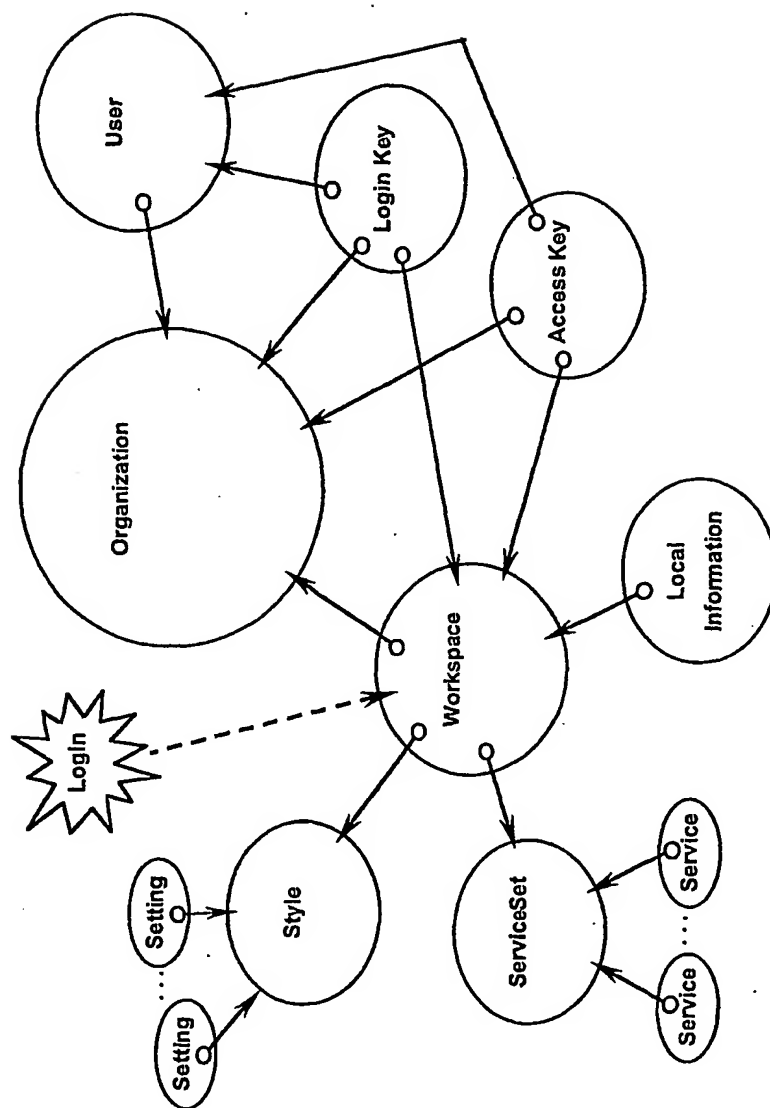 LogIn
Organization
User
Setting .... Setting
Style
Login Key
Workspace
ServiceSet
Access Key
Local
Information
Service .... Service